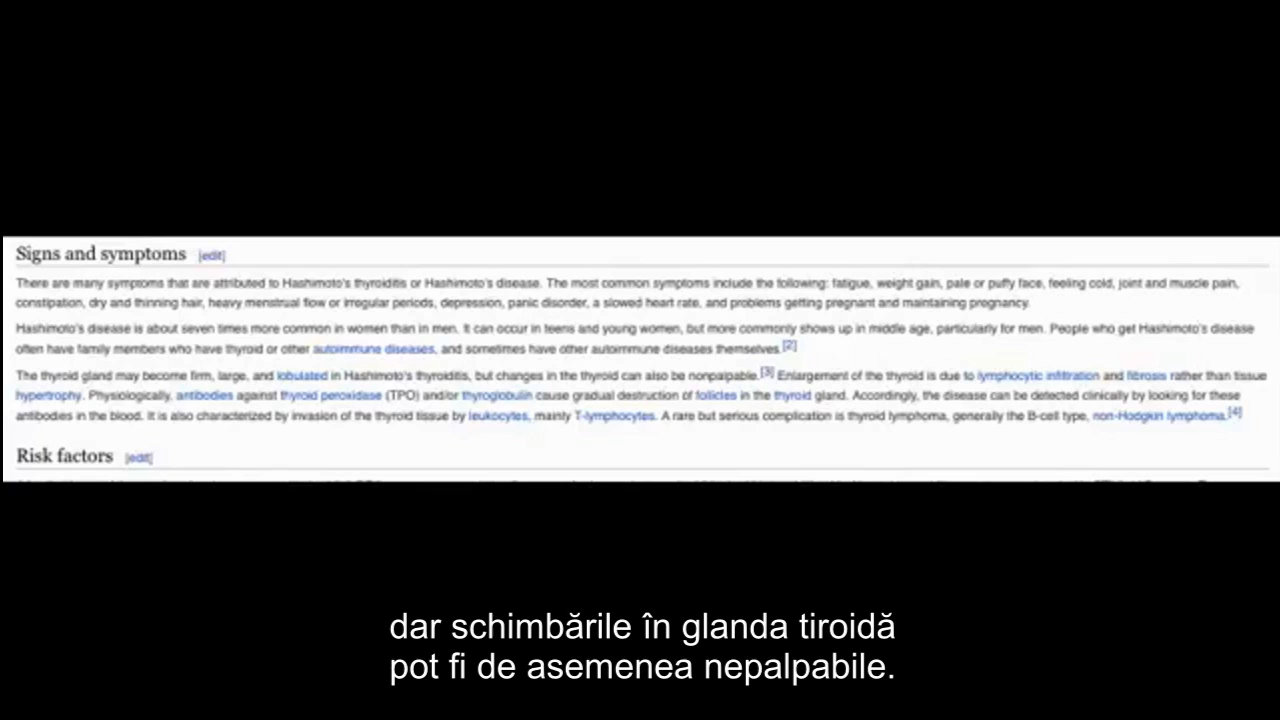 Signs and symptoms [edit]
There are many symptoms that are attributed to Hashimoto's thyroiditis or Hashimoto's disease. The most common symptoms include the following: fatigue, weight gain, pale or puffy face, feeling cold, joint and muscle pain,
constipation, dry and thinning hair, heavy menstrual flow or irregular periods, depression, panic disorder, a slowed heart rate, and problems getting pregnant and maintaining pregnancy.
Hashimoto's disease is about seven times more common in women than in men. It can occur in teens and young women, but more commonly shows up in middle age, particularly for men. People who get Hashimoto's disease
often have family members who have thyroid or other autoimmune diseases, and sometimes have other autoimmune diseases themselves.[2]
The thyroid gland may become firm, large, and lobulated in Hashimoto's thyroiditis, but changes in the thyroid can also be nonpalpable.[3] Enlargement of the thyroid is due to lymphocytic infiltration and fibrosis rather than tissue
hypertrophy. Physiologically, antibodies against thyroid peroxidase (TPO) and/or thyroglobulin cause gradual destruction of follicles in the thyroid gland. Accordingly, the disease can be detected clinically by looking for these
antibodies in the blood. It is also characterized by invasion of the thyroid tissue by leukocytes, mainly T-lymphocytes. A rare but serious complication is thyroid lymphoma, generally the B-cell type, non-Hodgkin lymphoma.[4]
Risk factors [edit]
dar schimbările în glanda tiroidă
pot fi de asemenea nepalpabile.